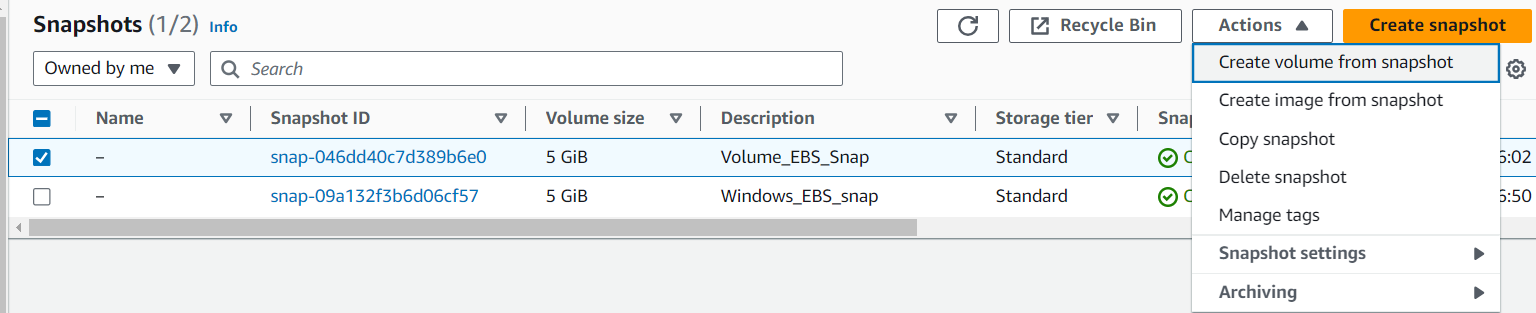 Snapshots (1/2) Info
Recycle Bin
Actions
Create snapshot
Owned by me
Search
Create volume from snapshot
Create image from snapshot
Copy snapshot
Delete snapshot
Manage tags
Snapshot settings
Archiving
Name Snapshot ID Volume size Description Storage tier
– snap-046dd40c7d389b6e0 5 GiB Volume_EBS_Snap Standard
– snap-09a132f3b6d06cf57 5 GiB Windows_EBS_snap Standard